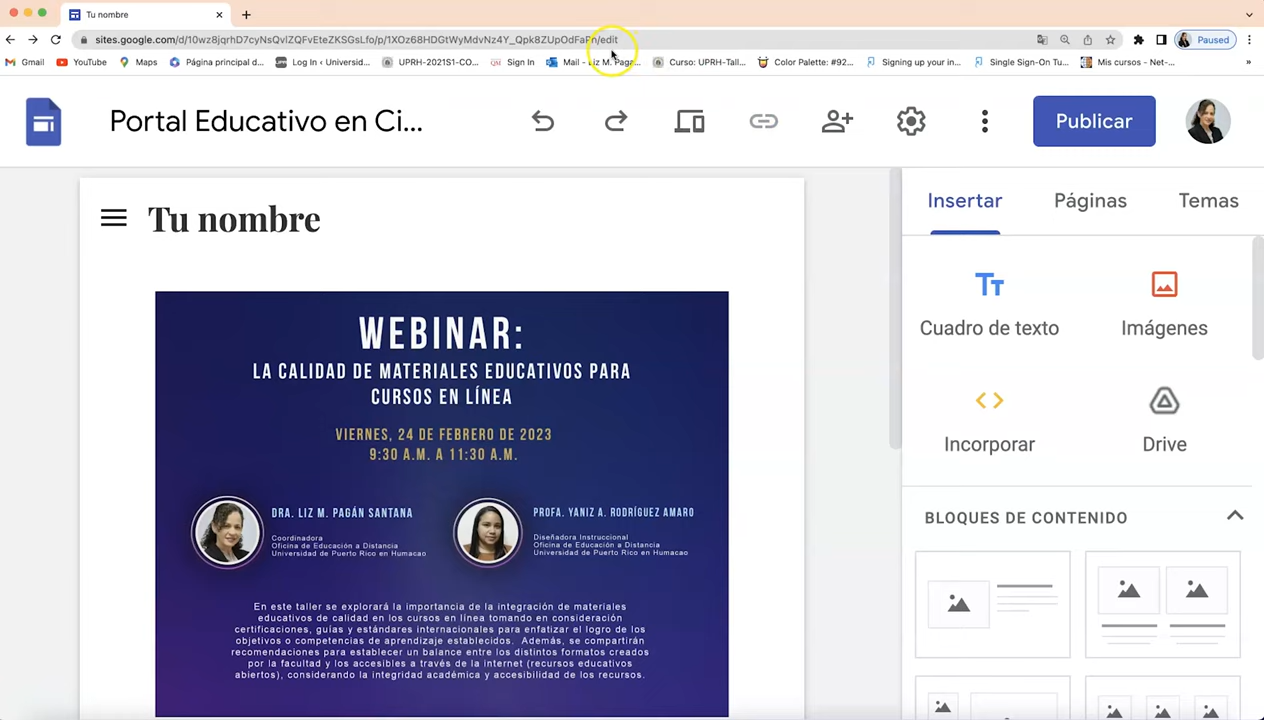 Tu nombre
sites.google.com/d/10wz8jqrhD7cyNsQvlZQFvEteZKSGsLfo/p/1XOz68HDGtWyMdvNz4Y_Qpk8ZUpOdFaPn/edit
Paused
Gmail
YouTube
Maps
Página principal d...
Log In ‹ Universid...
UPRH-2021S1-CO...
Sign In
Mail - Liz M. Paga...
Curso: UPRH-Tall...
Color Palette: #92...
Signing up your in...
Single Sign-On Tu...
Mis cursos - Net-...
»
Portal Educativo en Ci...
Publicar
Tu nombre
Insertar
Páginas
Temas
Tт
Cuadro de texto
Imágenes
Incorporar
Drive
BLOQUES DE CONTENIDO
WEBINAR:
LA CALIDAD DE MATERIALES EDUCATIVOS PARA
CURSOS EN LÍNEA
VIERNES, 24 DE FEBRERO DE 2023
9:30 A.M. A 11:30 A.M.
DRA. LIZ M. PAGÁN SANTANA
Coordinadora
Oficina de Educación a Distancia
Universidad de Puerto Rico en Humacao
PROFA. YANIZ A. RODRÍGUEZ AMARO
Diseñadora Instruccional
Oficina de Educación a Distancia
Universidad de Puerto Rico en Humacao
En este taller se explorará la importancia de la integración de materiales
educativos de calidad en los cursos en línea tomando en consideración
certificaciones, guías y estándares internacionales para enfatizar el logro de los
objetivos o competencias de aprendizaje establecidos. Además, se compartirán
recomendaciones para establecer un balance entre los distintos formatos creados
por la facultad y los accesibles a través de la internet (recursos educativos
abiertos), considerando la integridad académica y accesibilidad de los recursos.